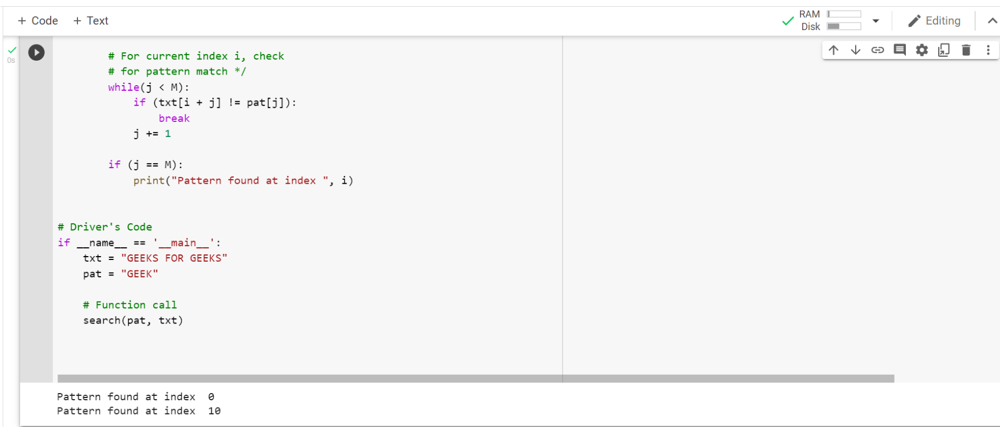 + Code + Text
RAM
Disk
Editing
0s
# For current index i, check
# for pattern match */
while(j < M):
if (txt[i + j] != pat[j]):
break
j += 1
if (j == M):
print("Pattern found at index ", i)
# Driver's Code
if __name__ == '__main__':
txt = "GEEKS FOR GEEKS"
pat = "GEEK"
# Function call
search(pat, txt)
Pattern found at index  0
Pattern found at index  10